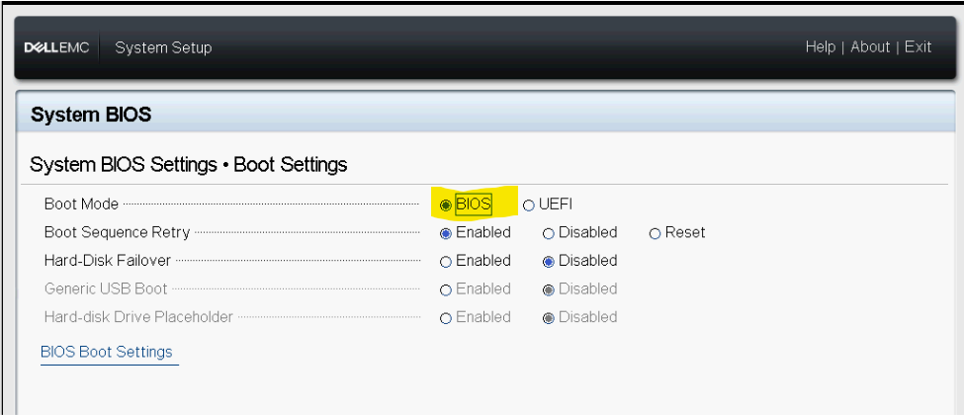 DELLEMC System Setup Help | About | Exit
System BIOS
System BIOS Settings • Boot Settings
Boot Mode BIOS UEFI
Boot Sequence Retry Enabled Disabled Reset
Hard-Disk Failover Enabled Disabled
Generic USB Boot Enabled Disabled
Hard-disk Drive Placeholder Enabled Disabled
BIOS Boot Settings